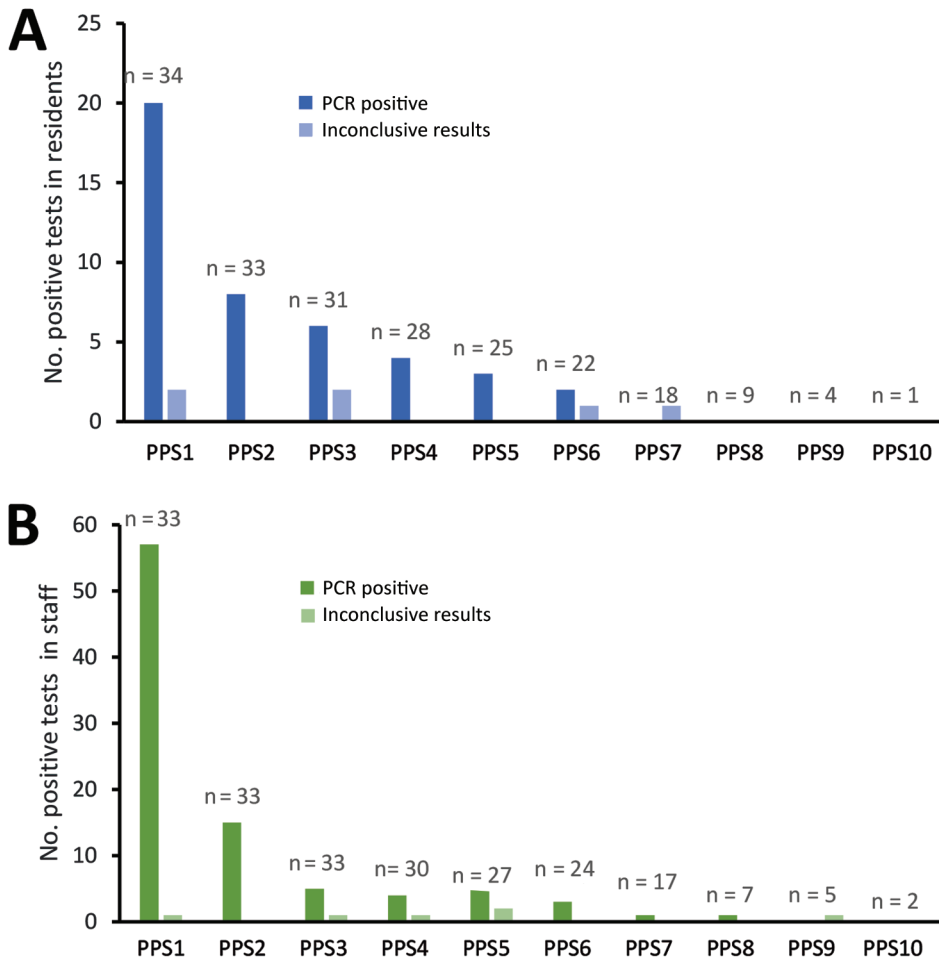 A
No. positive tests in residents
25
20
15
10
5
0
n = 34
n = 33
n = 31
n = 28
n = 25
n = 22
n = 18
n = 9
n = 4
n = 1
PCR positive
Inconclusive results
PPS1 PPS2 PPS3 PPS4 PPS5 PPS6 PPS7 PPS8 PPS9 PPS10
B
No. positive tests in staff
60
50
40
30
20
10
0
n = 33
n = 33
n = 33
n= 30
n = 27
n = 24
n = 17
n = 7
n = 5
n = 2
PCR positive
Inconclusive results
PPS1 PPS2 PPS3 PPS4 PPS5 PPS6 PPS7 PPS8 PPS9 PPS10